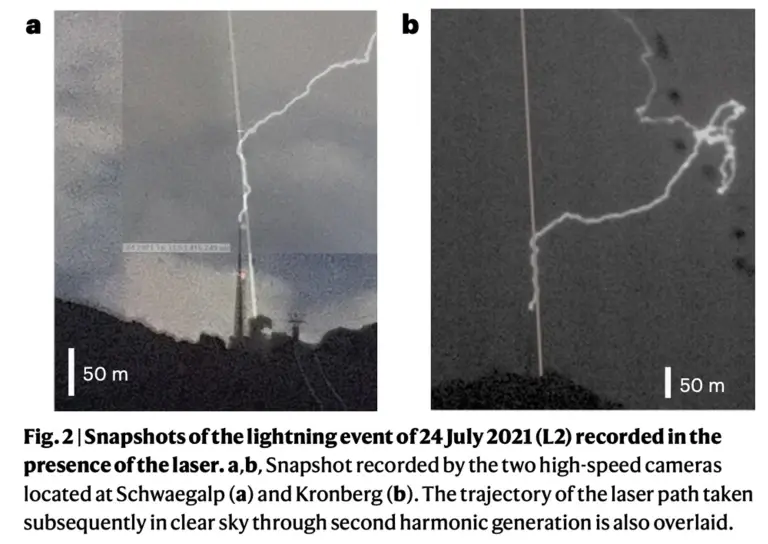 a
b
50 m
50 m
Fig. 2 | Snapshots of the lightning event of 24 July 2021 (L2) recorded in the
presence of the laser. a,b, Snapshot recorded by the two high-speed cameras
located at Schwaegalp (a) and Kronberg (b). The trajectory of the laser path taken
subsequently in clear sky through second harmonic generation is also overlaid.